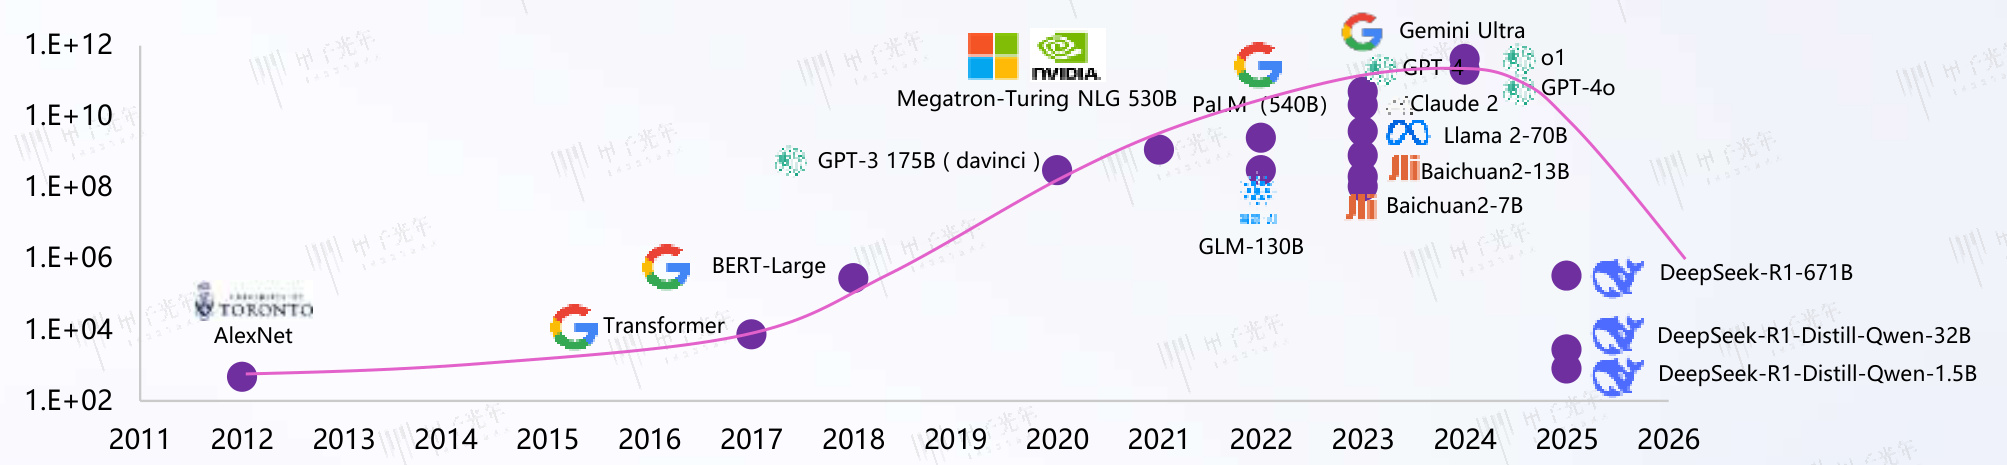 Gemini Ultra
1.E+12
o1
GPT-4
GPT-4o
NVIDIA.
Megatron-Turing NLG 530B
PaLM（540B）
Claude 2
1.E+10
Llama 2-70B
GPT-3 175B ( davinci )
Baichuan2-13B
1.E+08
Baichuan2-7B
GLM-130B
1.E+06
BERT-Large
DeepSeek-R1-671B
UNIVERSITY OF
TORONTO
AlexNet
Transformer
1.E+04
DeepSeek-R1-Distill-Qwen-32B
DeepSeek-R1-Distill-Qwen-1.5B
1.E+02
2011 2012 2013 2014 2015 2016 2017 2018 2019 2020 2021 2022 2023 2024 2025 2026